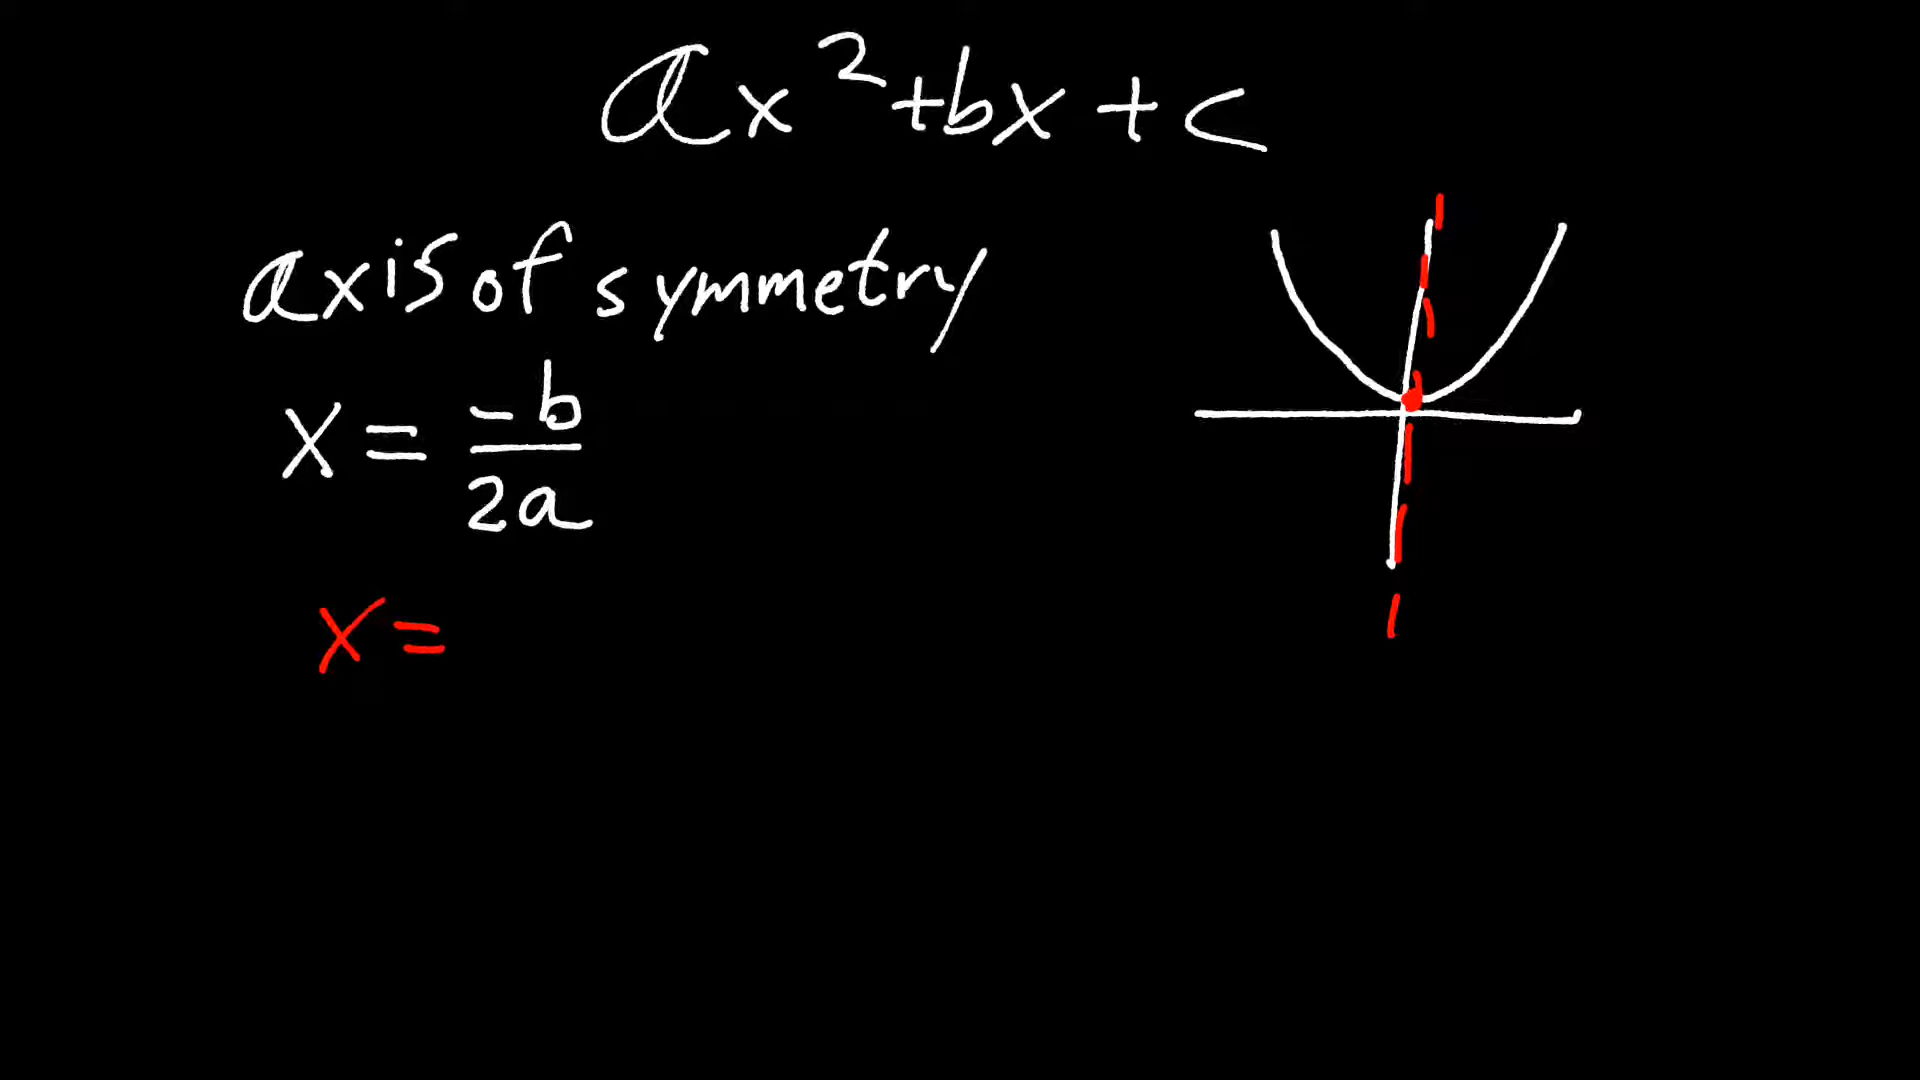 ax²+bx+c
axis of symmetry
x = -b/2a
x =